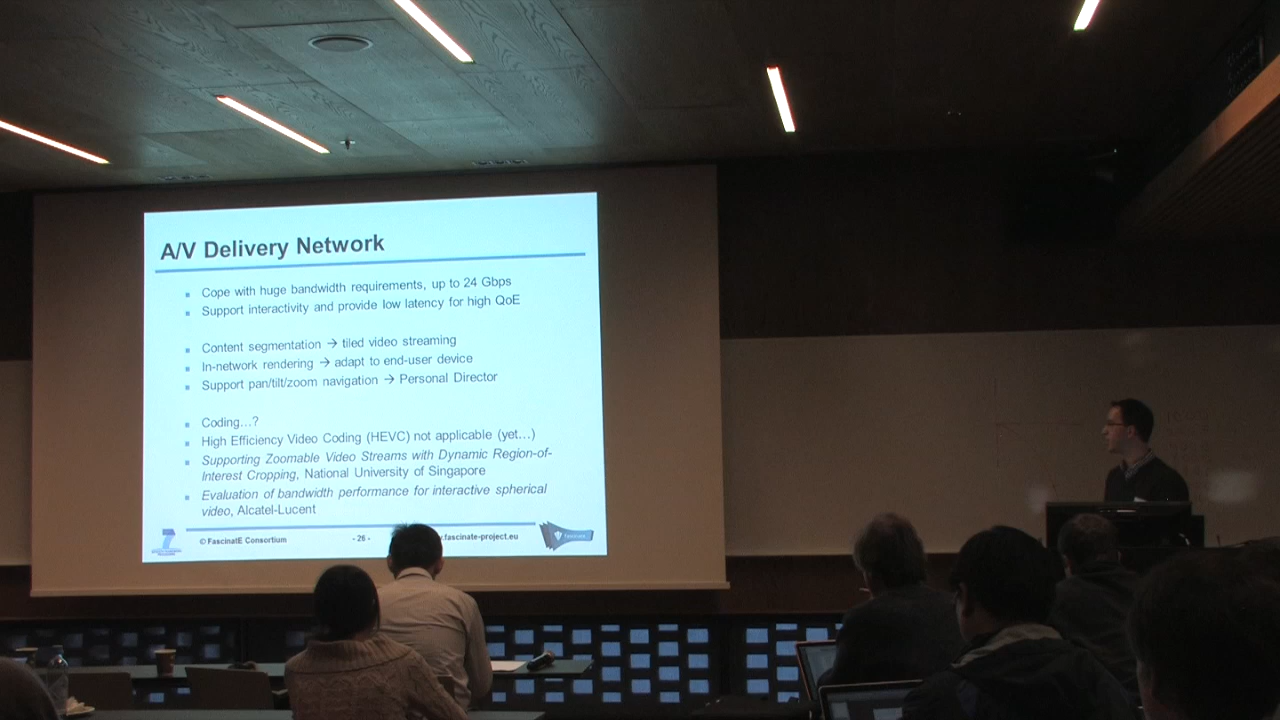 A/V Delivery Network
Cope with huge bandwidth requirements, up to 24 Gbps
Support interactivity and provide low latency for high QoE
Content segmentation → tiled video streaming
In-network rendering → adapt to end-user device
Support pan/tilt/zoom navigation → Personal Director
Coding…?
High Efficiency Video Coding (HEVC) not applicable (yet…)
Supporting Zoomable Video Streams with Dynamic Region-of-
Interest Cropping, National University of Singapore
Evaluation of bandwidth performance for interactive spherical
video, Alcatel-Lucent
© FascinatE Consortium - 26 - .fascinate-project.eu